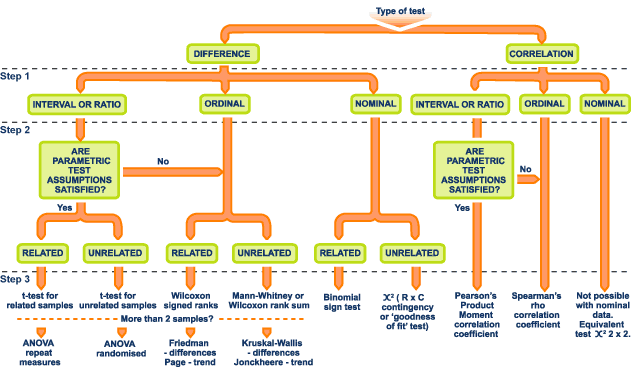 Type of test
DIFFERENCE
CORRELATION
Step 1
INTERVAL OR RATIO
ORDINAL
NOMINAL
INTERVAL OR RATIO
ORDINAL
NOMINAL
Step 2
ARE
PARAMETRIC
TEST
ASSUMPTIONS
SATISFIED?
No
Yes
ARE
PARAMETRIC
TEST
ASSUMPTIONS
SATISFIED?
No
Yes
RELATED
UNRELATED
RELATED
UNRELATED
RELATED
UNRELATED
Step 3
t-test for
related samples
t-test for
unrelated samples
Wilcoxon
signed ranks
Mann-Whitney or
Wilcoxon rank sum
Binomial
sign test
X² ( R x C
contingency
or ‘goodness
of fit’ test)
Pearson’s
Product
Moment
correlation
coefficient
Spearman’s
rho
correlation
coefficient
Not possible
with nominal
data.
Equivalent
test X² 2 x 2.
More than 2 samples?
ANOVA
repeat
measures
ANOVA
randomised
Friedman
- differences
Page - trend
Kruskal-Wallis
- differences
Jonckheere - trend